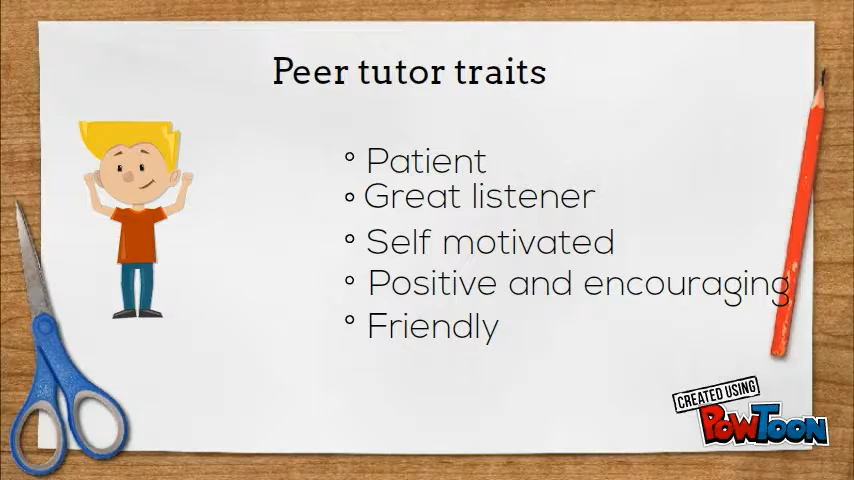 Peer tutor traits
° Patient
° Great listener
° Self motivated
° Positive and encouraging
° Friendly
CREATED USING
POWTOON